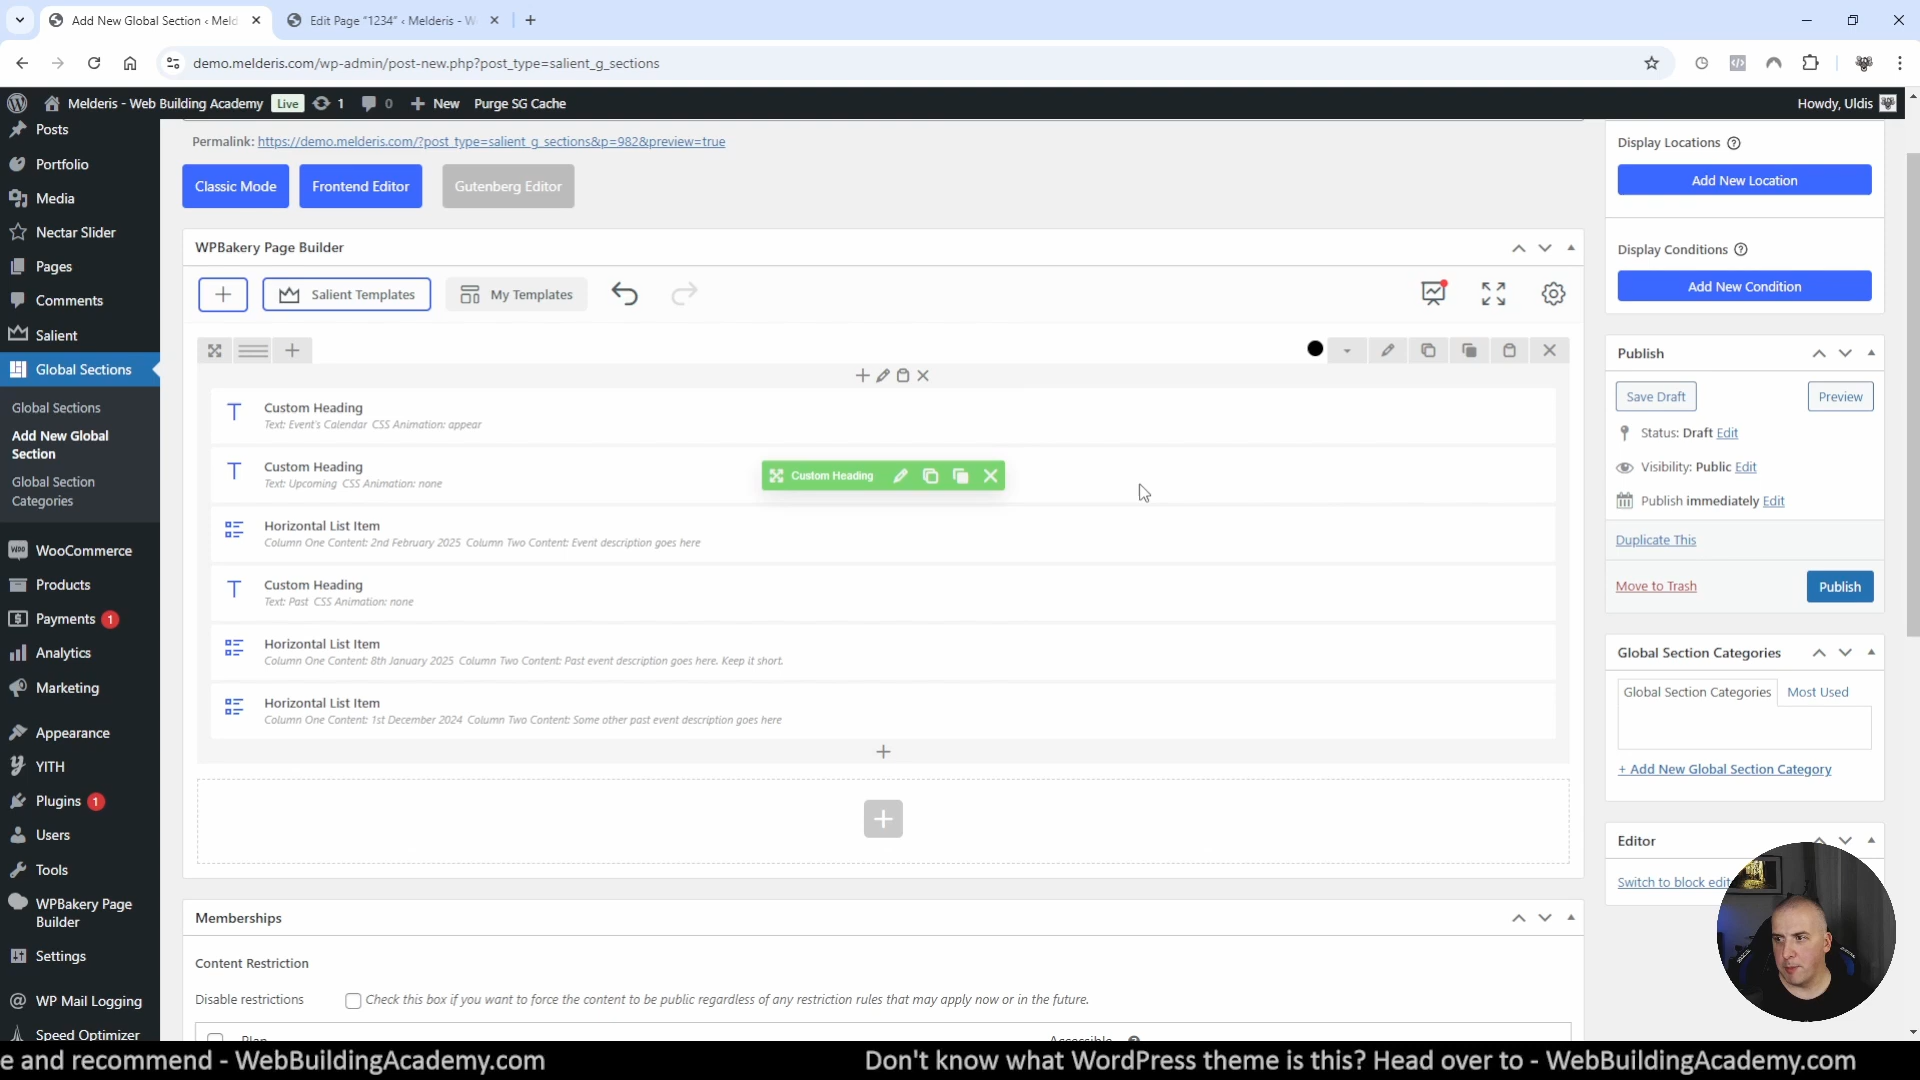 Add New Global Section ‹ Meld
Edit Page "1234" ‹ Melderis - W
demo.melderis.com/wp-admin/post-new.php?post_type=salient_g_sections
Melderis - Web Building Academy Live 1 0 New Purge SG Cache
Howdy, Uldis
Posts
Portfolio
Media
Nectar Slider
Pages
Comments
Salient
Global Sections
Global Sections
Add New Global
Section
Global Section
Categories
WooCommerce
Products
Payments 1
Analytics
Marketing
Appearance
YITH
Plugins 1
Users
Tools
WPBakery Page
Builder
Settings
WP Mail Logging
Speed Optimizer
Permalink: https://demo.melderis.com/?post_type=salient_g_sections&p=982&preview=true
Classic Mode
Frontend Editor
Gutenberg Editor
WPBakery Page Builder
Salient Templates
My Templates
Custom Heading
Text: Event's Calendar CSS Animation: appear
Custom Heading
Text: Upcoming CSS Animation: none
Custom Heading
Horizontal List Item
Column One Content: 2nd February 2025 Column Two Content: Event description goes here
Custom Heading
Text: Past CSS Animation: none
Horizontal List Item
Column One Content: 8th January 2025 Column Two Content: Past event description goes here. Keep it short.
Horizontal List Item
Column One Content: 1st December 2024 Column Two Content: Some other past event description goes here
Memberships
Content Restriction
Disable restrictions
Check this box if you want to force the content to be public regardless of any restriction rules that may apply now or in the future.
Plan
Accessible
Display Locations
Add New Location
Display Conditions
Add New Condition
Publish
Save Draft
Preview
Status: Draft Edit
Visibility: Public Edit
Publish immediately Edit
Duplicate This
Move to Trash
Publish
Global Section Categories
Global Section Categories
Most Used
+ Add New Global Section Category
Editor
Switch to block edit
e and recommend - WebBuildingAcademy.com
Don't know what WordPress theme is this? Head over to - WebBuildingAcademy.com